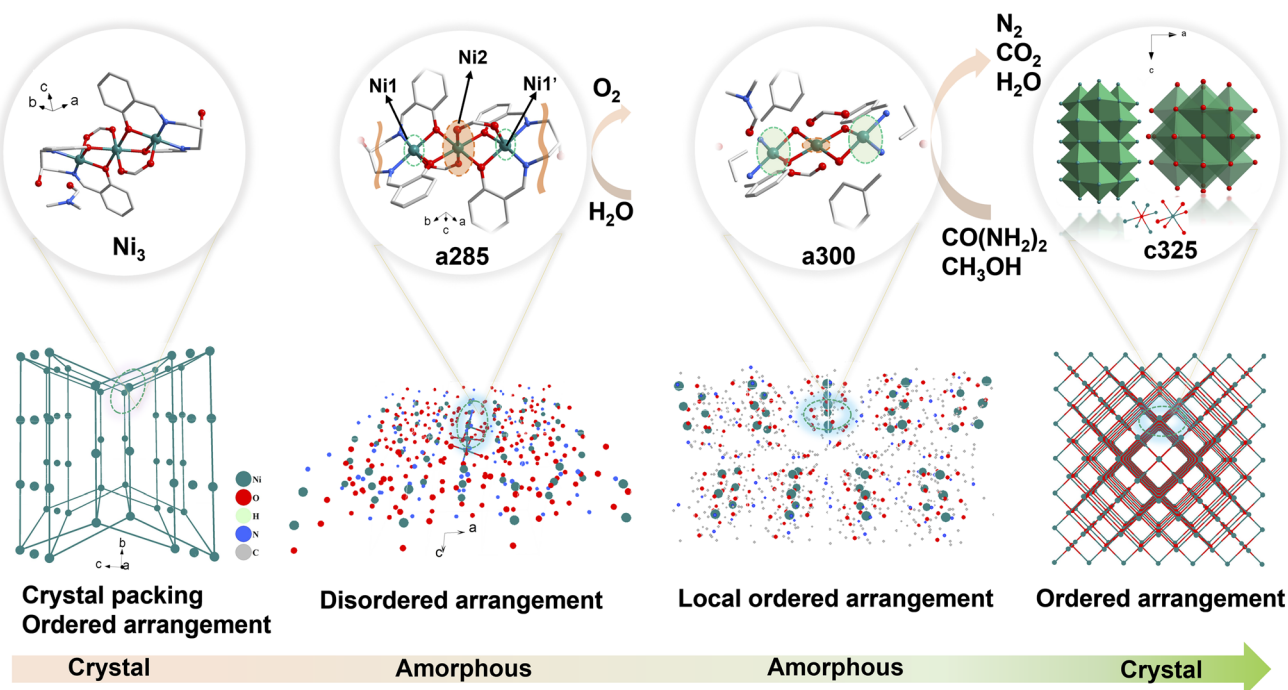 c
b
a
Ni₃
Ni1
Ni2
Ni1’
b
a
c
a285
O₂
H₂O
a300
N₂
CO₂
H₂O
CO(NH₂)₂
CH₃OH
a
c
c325
Ni
O
H
N
C
b
c
a
a
c
Crystal packing
Ordered arrangement
Disordered arrangement
Local ordered arrangement
Ordered arrangement
Crystal
Amorphous
Amorphous
Crystal